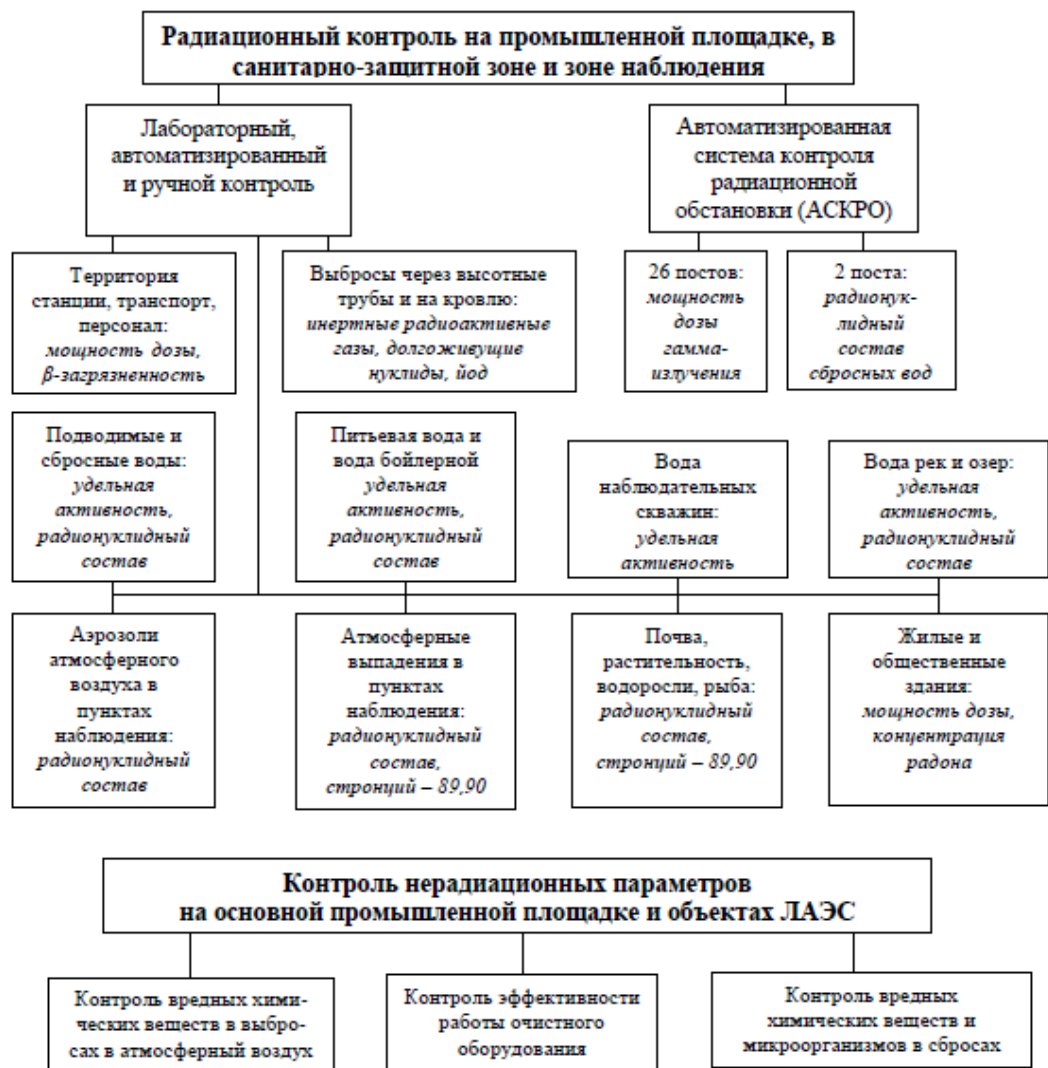 Радиационный контроль на промышленной площадке, в
санитарно-защитной зоне и зоне наблюдения
Лабораторный,
автоматизированный
и ручной контроль
Автоматизированная
система контроля
радиационной
обстановки (АСКРО)
Территория
станции, транспорт,
персонал:
мощность дозы,
β-загрязненность
Выбросы через высотные
трубы и на кровлю:
инертные радиоактивные
газы, долгоживущие
нуклиды, йод
26 постов:
мощность
дозы
гамма-
излучения
2 поста:
радионук-
лидный
состав
сбросных вод
Подводимые и
сбросные воды:
удельная
активность,
радионуклидный
состав
Питьевая вода и
вода бойлерной
удельная
активность,
радионуклидный
состав
Вода
наблюдательных
скважин:
удельная
активность
Вода рек и озер:
удельная
активность,
радионуклидный
состав
Аэрозоли
атмосферного
воздуха в
пунктах
наблюдения:
радионуклидный
состав
Атмосферные
выпадения в
пунктах
наблюдения:
радионуклидный
состав,
стронций – 89,90
Почва,
растительность,
водоросли, рыба:
радионуклидный
состав,
стронций – 89,90
Жилые и
общественные
здания:
мощность дозы,
концентрация
радона
Контроль нерадиационных параметров
на основной промышленной площадке и объектах ЛАЭС
Контроль вредных хими-
ческих веществ в выбро-
сах в атмосферный воздух
Контроль эффективности
работы очистного
оборудования
Контроль вредных
химических веществ и
микроорганизмов в сбросах